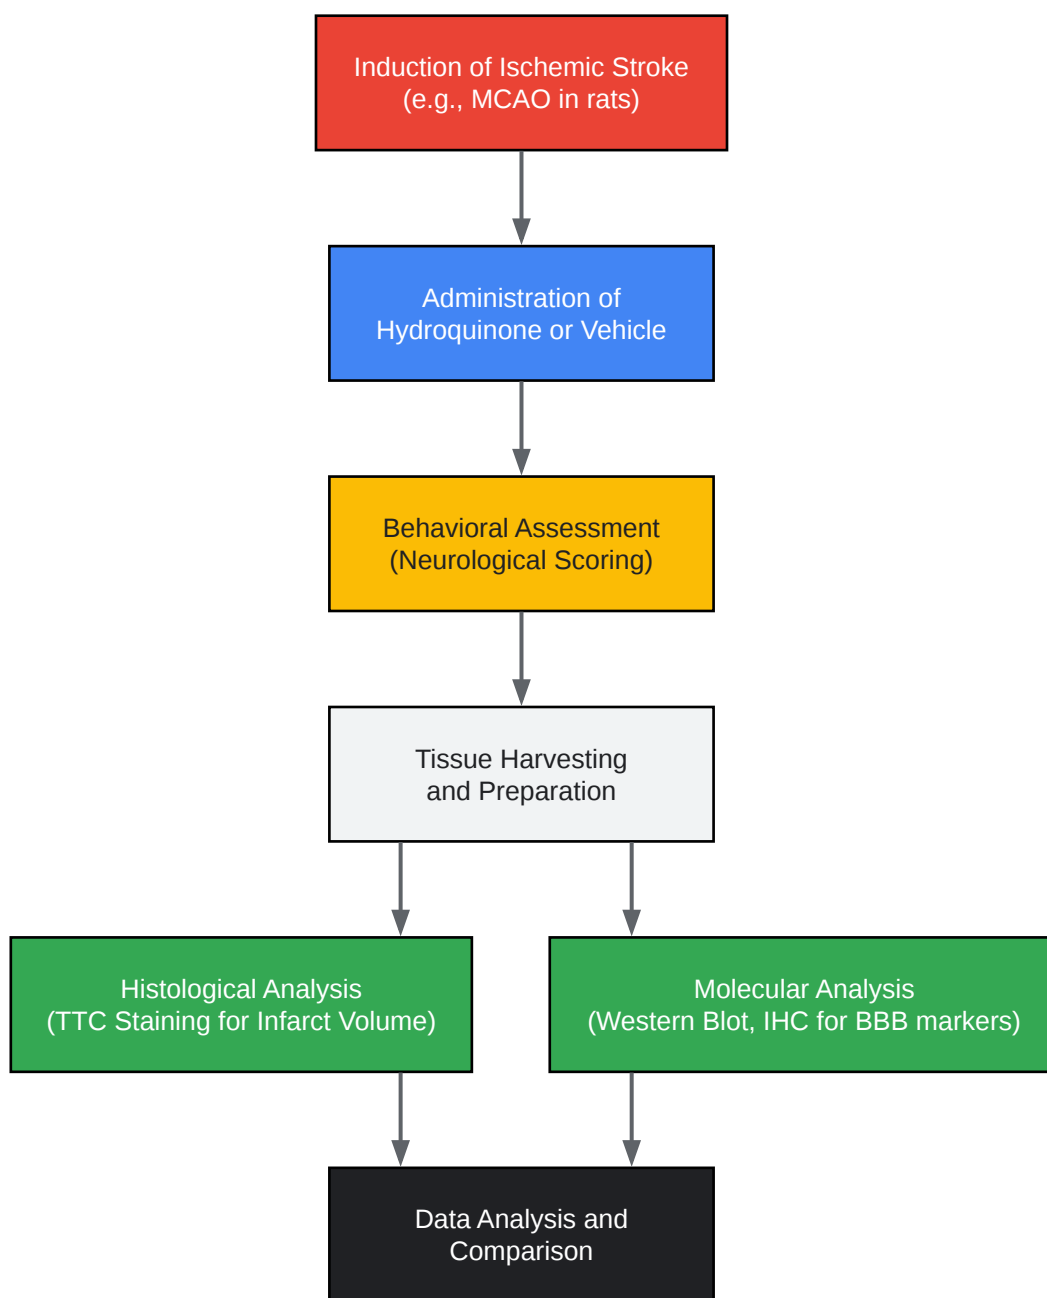 Induction of Ischemic Stroke
(e.g., MCAO in rats)
Administration of
Hydroquinone or Vehicle
Behavioral Assessment
(Neurological Scoring)
Tissue Harvesting
and Preparation
Histological Analysis
(TTC Staining for Infarct Volume)
Molecular Analysis
(Western Blot, IHC for BBB markers)
Data Analysis and
Comparison